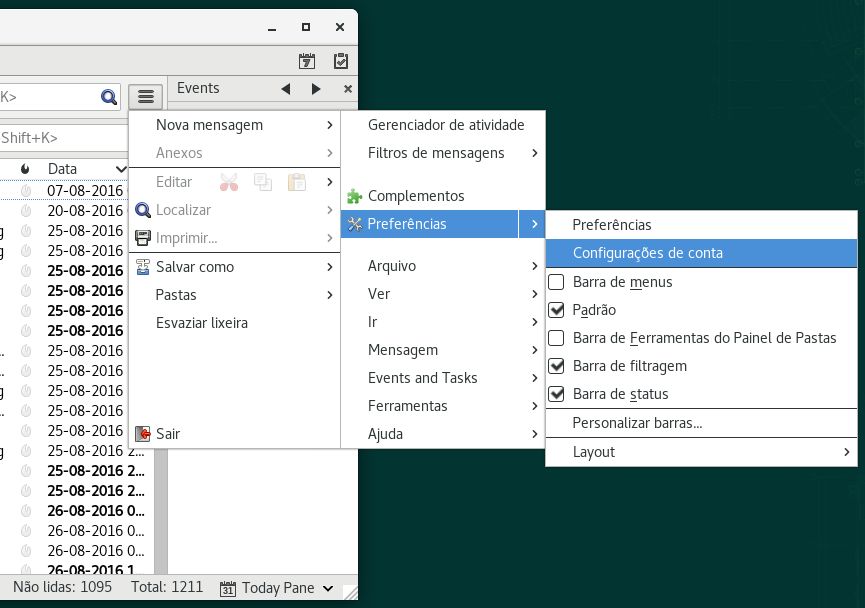 7
K>
Events
Shift+K>
Data
07-08-2016
20-08-2016
25-08-2016
25-08-2016
25-08-2016
25-08-2016
25-08-2016
25-08-2016
25-08-2016
25-08-2016
25-08-2016
25-08-2016
25-08-2016
25-08-2016 2...
25-08-2016 2...
25-08-2016 2...
26-08-2016 0...
26-08-2016 0...
26-08-2016 0...
26-08-2016 1...
Nova mensagem
Anexos
Editar
Localizar
Imprimir...
Salvar como
Pastas
Esvaziar lixeira
Sair
Gerenciador de atividade
Filtros de mensagens
Complementos
Preferências
Arquivo
Ver
Ir
Mensagem
Events and Tasks
Ferramentas
Ajuda
Preferências
Configurações de conta
Barra de menus
Padrão
Barra de Ferramentas do Painel de Pastas
Barra de filtragem
Barra de status
Personalizar barras...
Layout
Não lidas: 1095 Total: 1211 31 Today Pane